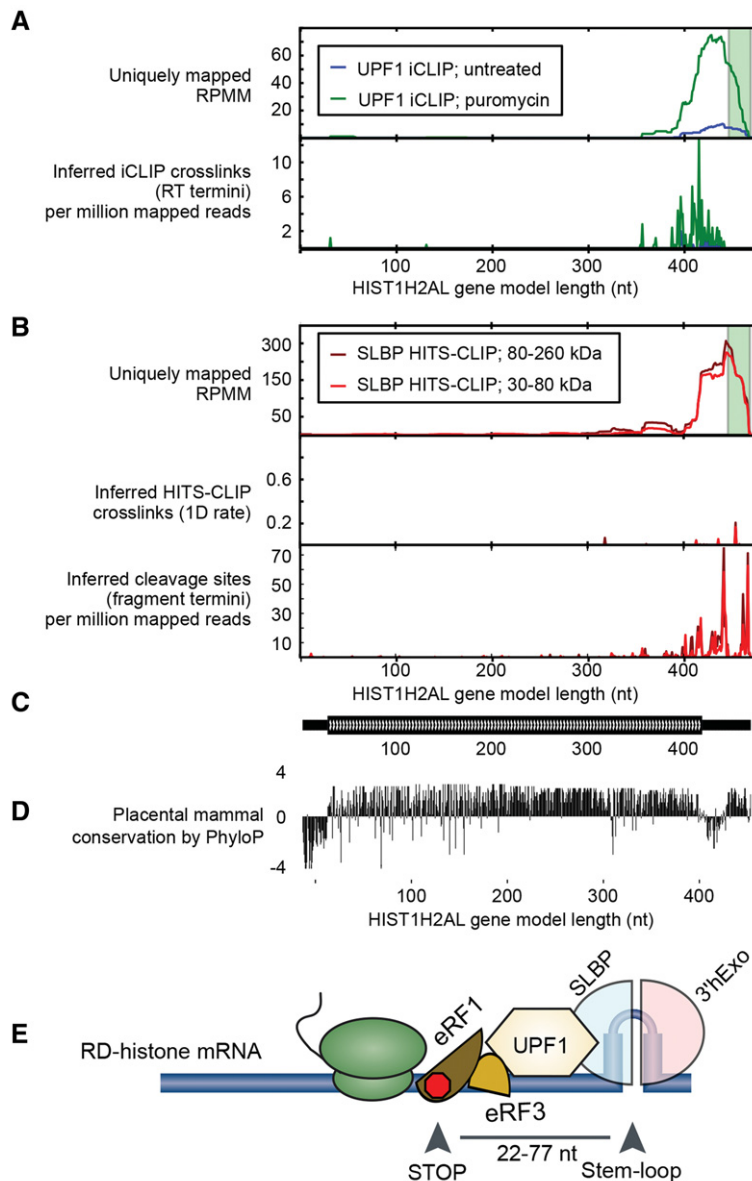 A
Uniquely mapped
RPMM
60
40
20
UPF1 iCLIP; untreated
UPF1 iCLIP; puromycin
Inferred iCLIP crosslinks
(RT termini)
per million mapped reads
10
6
2
100 200 300 400
HIST1H2AL gene model length (nt)
B
Uniquely mapped
RPMM
300
150
50
SLBP HITS-CLIP; 80-260 kDa
SLBP HITS-CLIP; 30-80 kDa
Inferred HITS-CLIP
crosslinks (1D rate)
0.6
0.2
Inferred cleavage sites
(fragment termini)
per million mapped reads
70
50
30
10
100 200 300 400
HIST1H2AL gene model length (nt)
C
100 200 300 400
D
Placental mammal
conservation by PhyloP
4
0
-4
0 100 200 300 400
HIST1H2AL gene model length (nt)
E
RD-histone mRNA
eRF1
eRF3
UPF1
SLBP
3'hExo
22-77 nt
STOP
Stem-loop